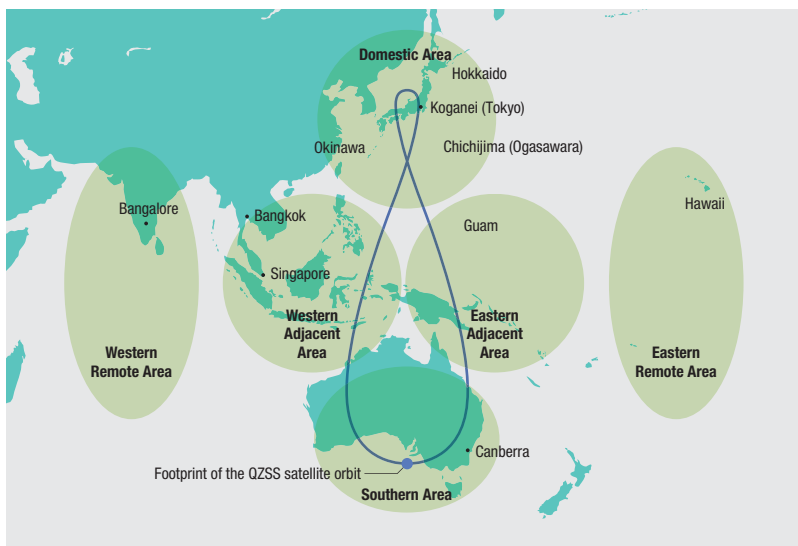 Domestic Area
Hokkaido
Koganei (Tokyo)
Okinawa
Chichijima (Ogasawara)
Bangalore
Bangkok
Hawaii
Guam
Singapore
Western
Adjacent
Area
Eastern
Adjacent
Area
Western
Remote Area
Eastern
Remote Area
Canberra
Footprint of the QZSS satellite orbit
Southern Area